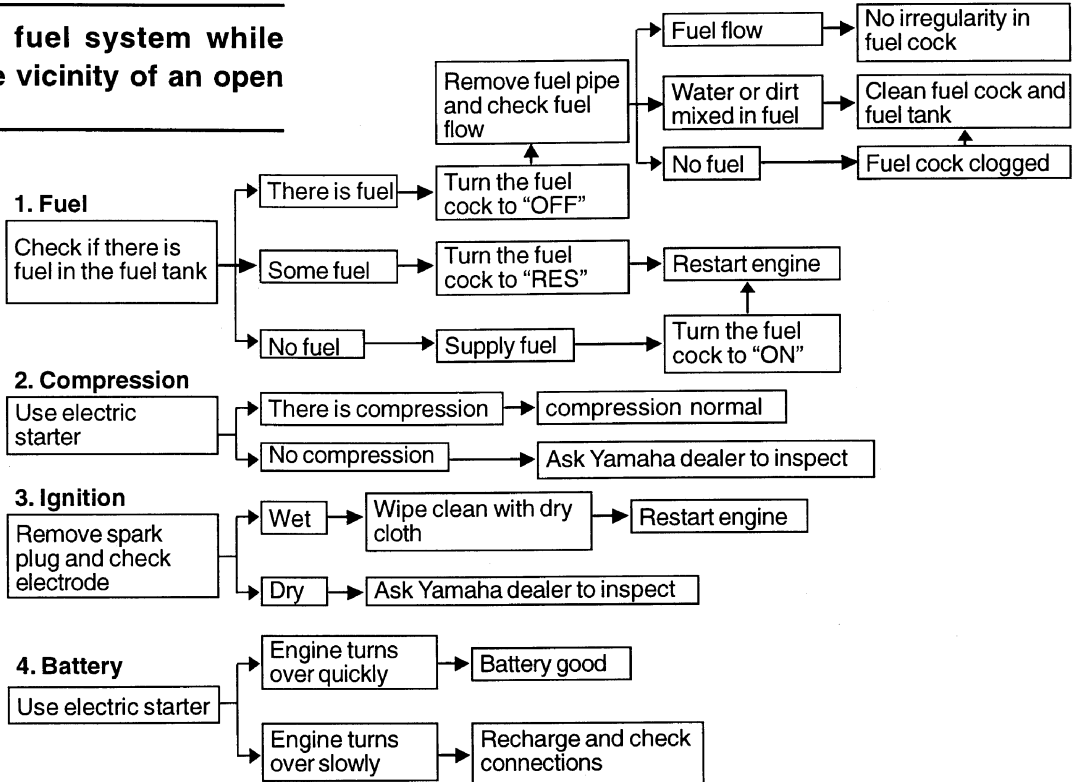 fuel system while
e vicinity of an open
1. Fuel
Check if there is
fuel in the fuel tank
There is fuel
Turn the fuel
cock to “OFF”
Remove fuel pipe
and check fuel
flow
Fuel flow
No irregularity in
fuel cock
Water or dirt
mixed in fuel
Clean fuel cock and
fuel tank
No fuel
Fuel cock clogged
Some fuel
Turn the fuel
cock to “RES”
Restart engine
No fuel
Supply fuel
Turn the fuel
cock to “ON”
2. Compression
Use electric
starter
There is compression
compression normal
No compression
Ask Yamaha dealer to inspect
3. Ignition
Remove spark
plug and check
electrode
Wet
Wipe clean with dry
cloth
Restart engine
Dry
Ask Yamaha dealer to inspect
4. Battery
Use electric starter
Engine turns
over quickly
Battery good
Engine turns
over slowly
Recharge and check
connections